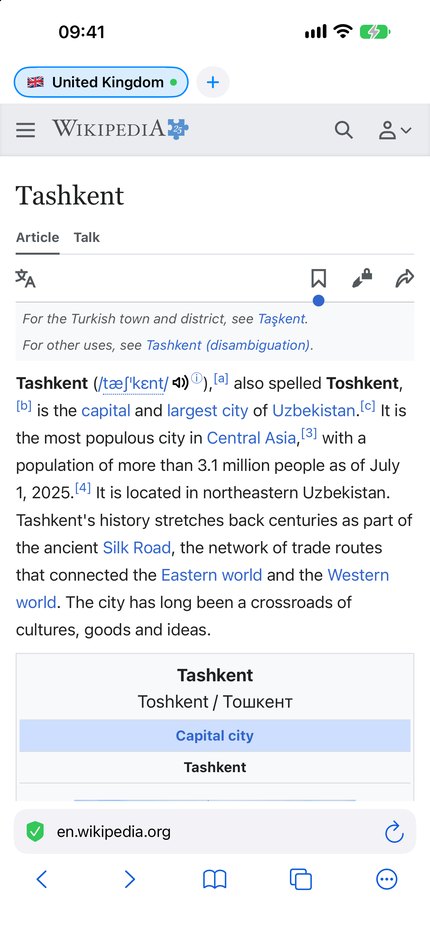 09:41
United Kingdom
WIKIPEDIA 25
Tashkent
Article Talk
For the Turkish town and district, see Taşkent.
For other uses, see Tashkent (disambiguation).
Tashkent (/tæʃˈkɛnt/ ⓘ),[a] also spelled Toshkent,
[b] is the capital and largest city of Uzbekistan.[c] It is
the most populous city in Central Asia,[3] with a
population of more than 3.1 million people as of July
1, 2025.[4] It is located in northeastern Uzbekistan.
Tashkent's history stretches back centuries as part of
the ancient Silk Road, the network of trade routes
that connected the Eastern world and the Western
world. The city has long been a crossroads of
cultures, goods and ideas.
Tashkent
Toshkent / Тошкент
Capital city
Tashkent
en.wikipedia.org